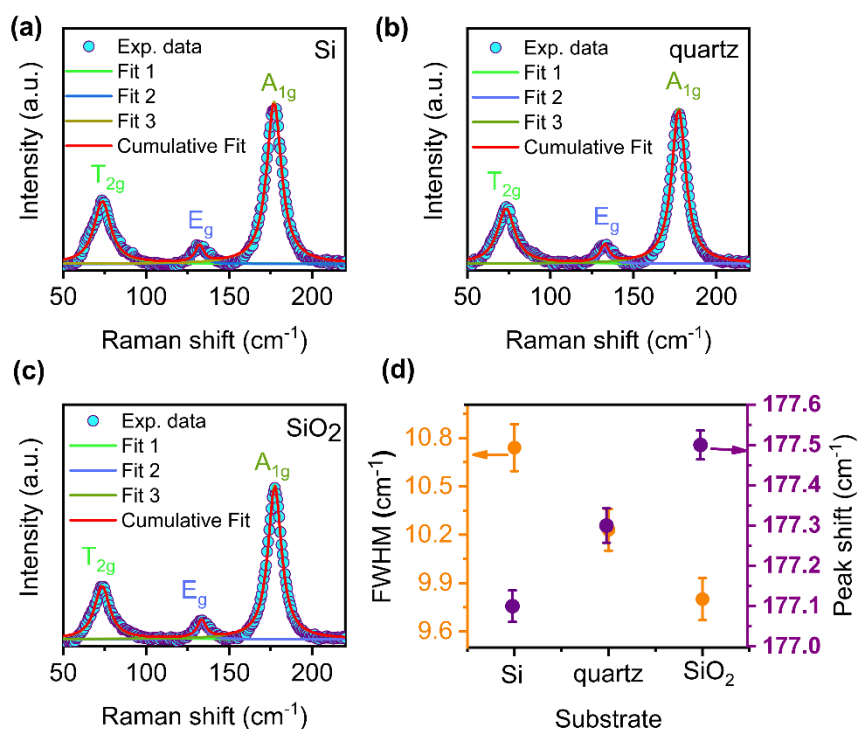 (a)
Exp. data
Si
Fit 1
Fit 2
Fit 3
Cumulative Fit
A1g
T2g
Eg
Intensity (a.u.)
50 100 150 200
Raman shift (cm-1)
(b)
Exp. data
quartz
Fit 1
Fit 2
Fit 3
Cumulative Fit
A1g
T2g
Eg
Intensity (a.u.)
50 100 150 200
Raman shift (cm-1)
(c)
Exp. data
SiO2
Fit 1
Fit 2
Fit 3
Cumulative Fit
A1g
T2g
Eg
Intensity (a.u.)
50 100 150 200
Raman shift (cm-1)
(d)
10.8
10.5
10.2
9.9
9.6
FWHM (cm-1)
177.6
177.5
177.4
177.3
177.2
177.1
177.0
Peak shift (cm-1)
Si quartz SiO2
Substrate